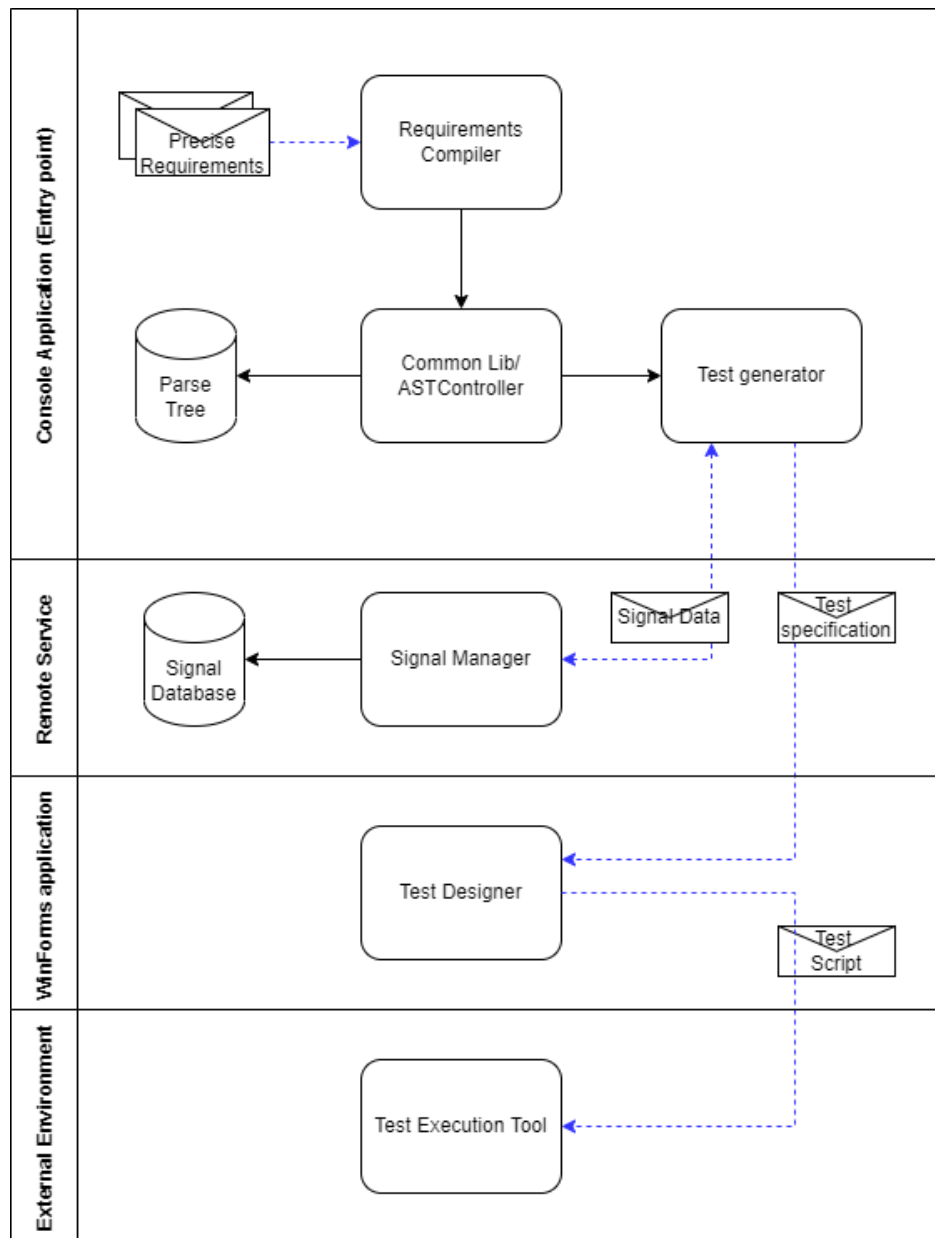 Console Application (Entry point)
Precise
Requirements
Requirements
Compiler
Parse
Tree
Common Lib/
ASTController
Test generator
Remote Service
Signal
Database
Signal Manager
Signal Data
Test
specification
WinForms application
Test Designer
Test
Script
External Environment
Test Execution Tool